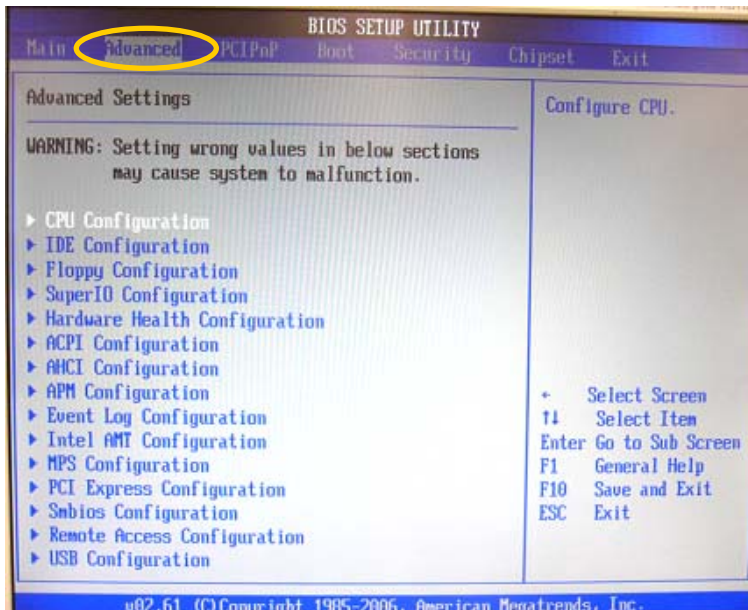 BIOS SETUP UTILITY
Main Advanced PCIPnP Boot Security Chipset Exit
Advanced Settings
WARNING: Setting wrong values in below sections
may cause system to malfunction.
▶ CPU Configuration
▶ IDE Configuration
▶ Floppy Configuration
▶ SuperIO Configuration
▶ Hardware Health Configuration
▶ ACPI Configuration
▶ AHCI Configuration
▶ APM Configuration
▶ Event Log Configuration
▶ Intel AMT Configuration
▶ MPS Configuration
▶ PCI Express Configuration
▶ Smbios Configuration
▶ Remote Access Configuration
▶ USB Configuration
Configure CPU.
← Select Screen
↑↓ Select Item
Enter Go to Sub Screen
F1 General Help
F10 Save and Exit
ESC Exit
v02.61 (C)Copyright 1985-2006, American Megatrends, Inc.